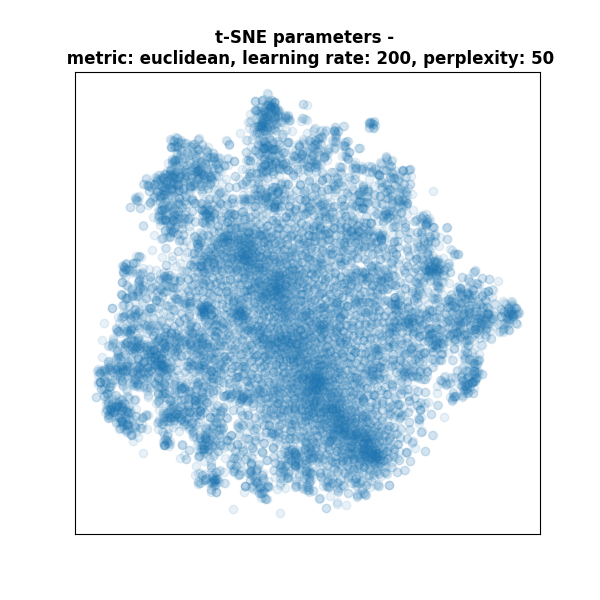 t-SNE parameters -
metric: euclidean, learning rate: 200, perplexity: 50